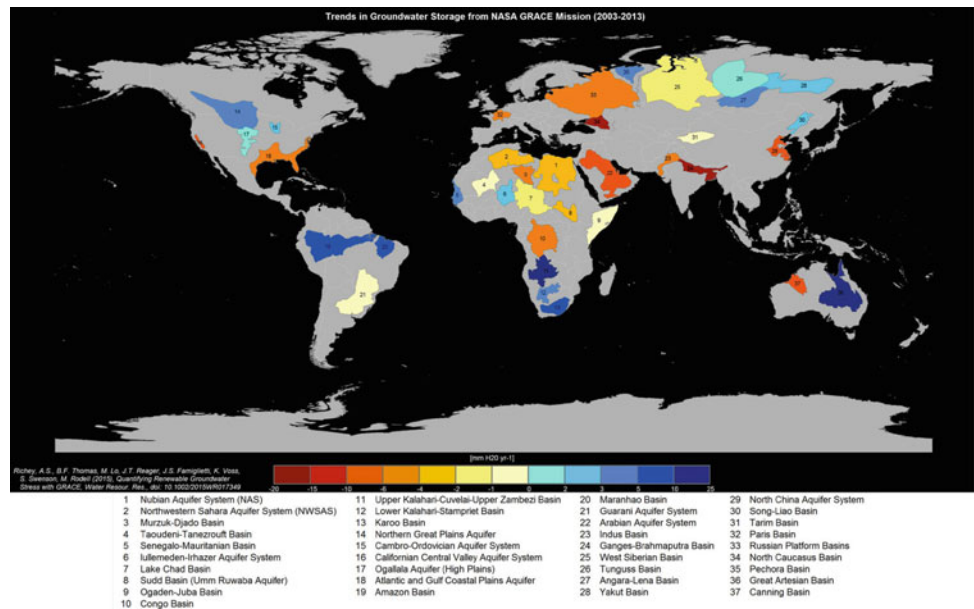 Trends in Groundwater Storage from NASA GRACE Mission (2003-2013)
[mm H20 yr-1]
Richey, A.S., B.F. Thomas, M. Lo, J.T. Reager, J.S. Famiglietti, K. Voss,
S. Swenson, M. Rodell (2015), Quantifying Renewable Groundwater
Stress with GRACE, Water Resour. Res., doi: 10.1002/2015WR017349
-20 -15 -10 -6 -4 -2 -1 0 2 3 5 10 25
1 Nubian Aquifer System (NAS)
2 Northwestern Sahara Aquifer System (NWSAS)
3 Murzuk-Djado Basin
4 Taoudeni-Tanezrouft Basin
5 Senegalo-Mauritanian Basin
6 Iullemeden-Irhazer Aquifer System
7 Lake Chad Basin
8 Sudd Basin (Umm Ruwaba Aquifer)
9 Ogaden-Juba Basin
10 Congo Basin
11 Upper Kalahari-Cuvelai-Upper Zambezi Basin
12 Lower Kalahari-Stampriet Basin
13 Karoo Basin
14 Northern Great Plains Aquifer
15 Cambro-Ordovician Aquifer System
16 Californian Central Valley Aquifer System
17 Ogallala Aquifer (High Plains)
18 Atlantic and Gulf Coastal Plains Aquifer
19 Amazon Basin
20 Maranhao Basin
21 Guarani Aquifer System
22 Arabian Aquifer System
23 Indus Basin
24 Ganges-Brahmaputra Basin
25 West Siberian Basin
26 Tunguss Basin
27 Angara-Lena Basin
28 Yakut Basin
29 North China Aquifer System
30 Song-Liao Basin
31 Tarim Basin
32 Paris Basin
33 Russian Platform Basins
34 North Caucasus Basin
35 Pechora Basin
36 Great Artesian Basin
37 Canning Basin